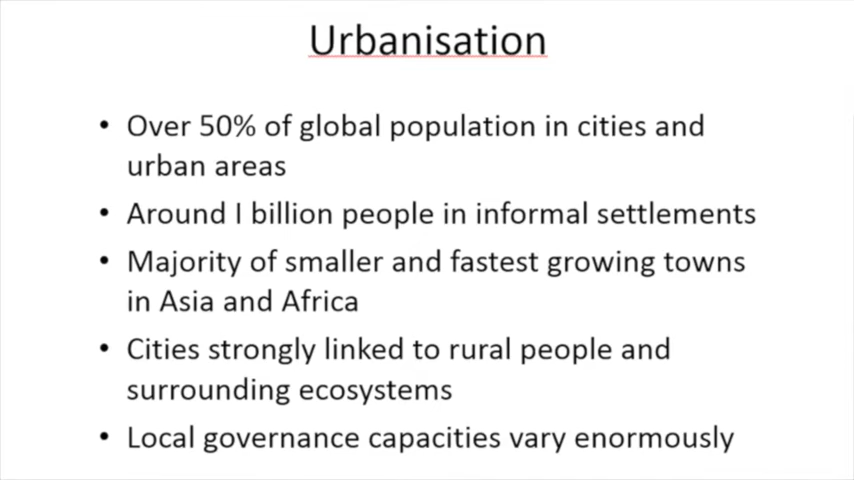 Urbanisation
• Over 50% of global population in cities and
urban areas
• Around I billion people in informal settlements
• Majority of smaller and fastest growing towns
in Asia and Africa
• Cities strongly linked to rural people and
surrounding ecosystems
• Local governance capacities vary enormously